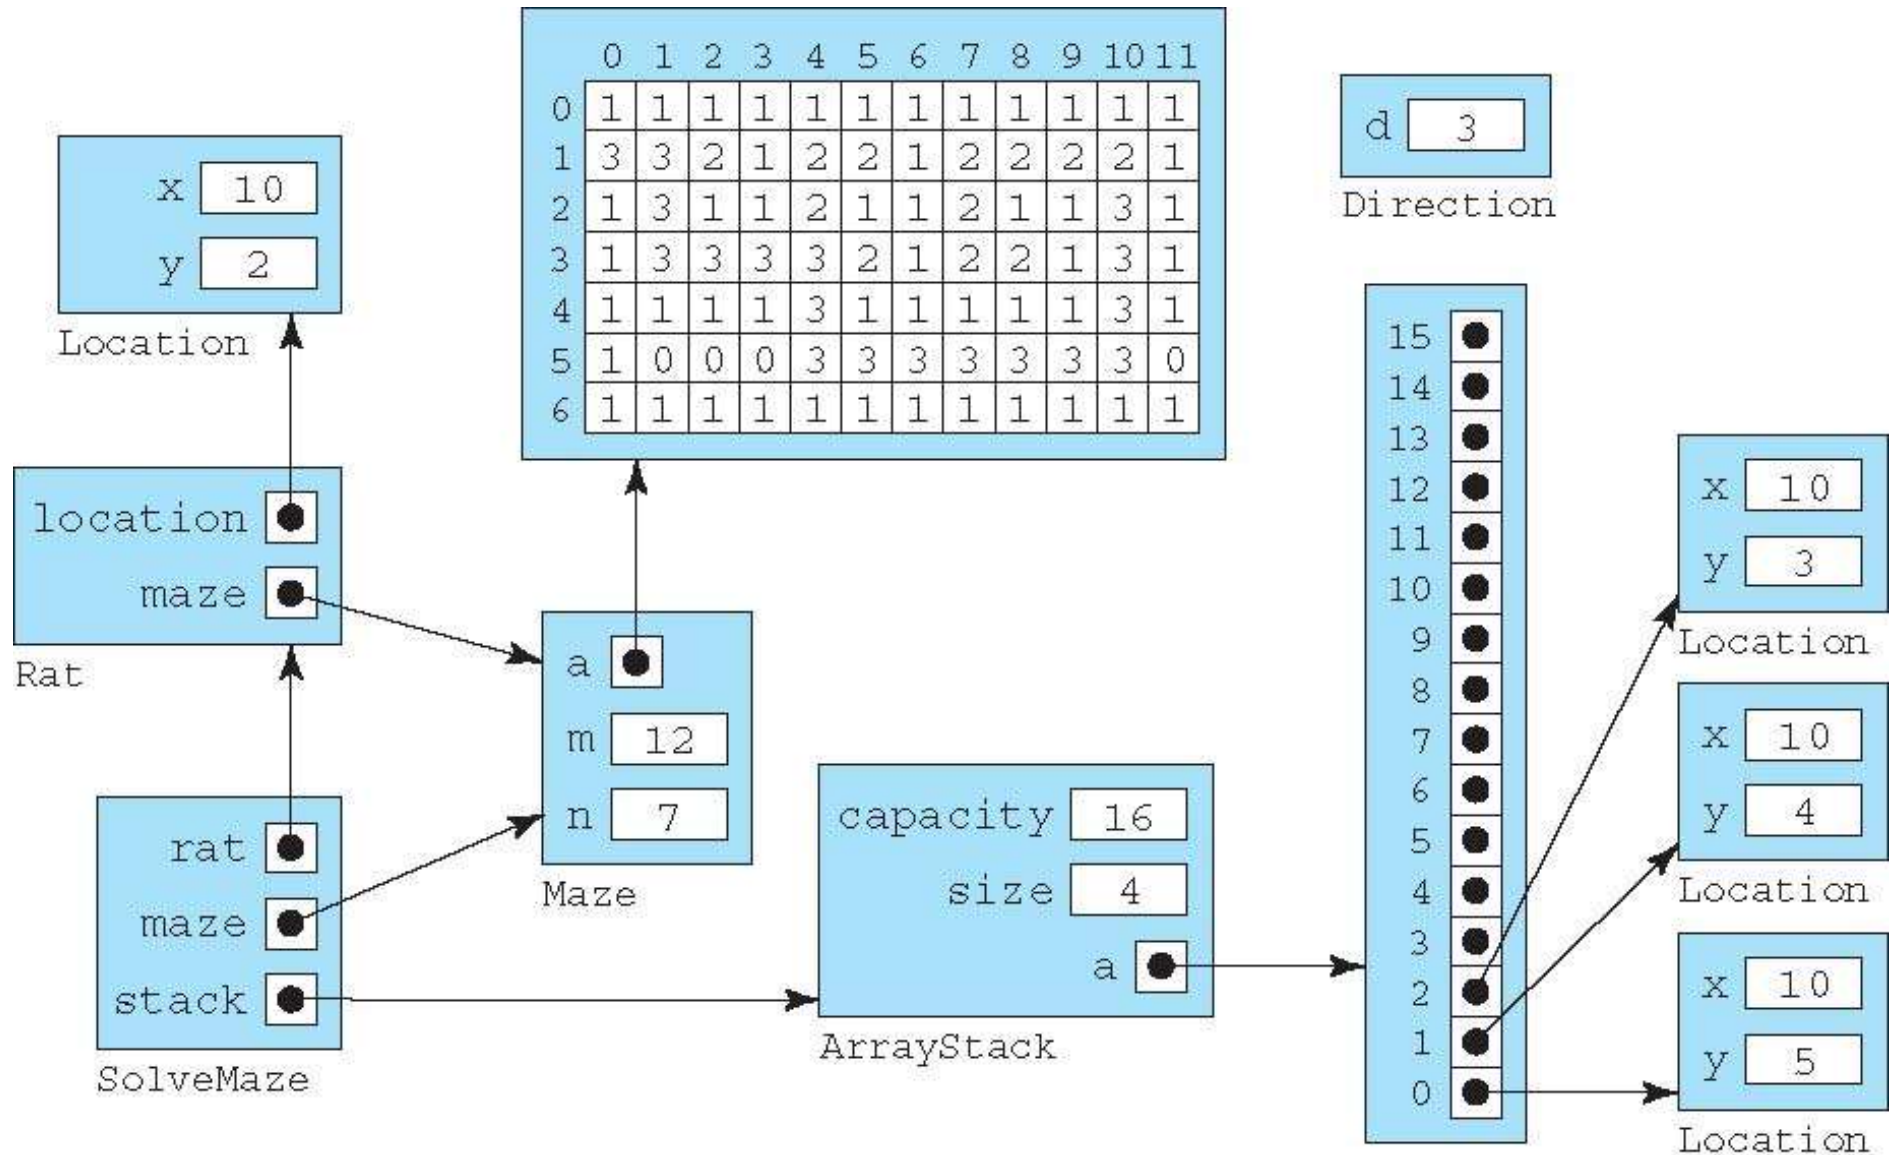 0 1 2 3 4 5 6 7 8 9 10 11
0 1 1 1 1 1 1 1 1 1 1 1 1
1 3 3 2 1 2 2 1 2 2 2 2 1
2 1 3 1 1 2 1 1 2 1 1 3 1
3 1 3 3 3 3 2 1 2 2 1 3 1
4 1 1 1 1 3 1 1 1 1 1 3 1
5 1 0 0 0 3 3 3 3 3 3 3 0
6 1 1 1 1 1 1 1 1 1 1 1 1
d 3
Direction
x 10
y 2
Location
location
maze
Rat
rat
maze
stack
SolveMaze
a
m 12
n 7
Maze
capacity 16
size 4
a
ArrayStack
15
14
13
12
11
10
9
8
7
6
5
4
3
2
1
0
x 10
y 3
Location
x 10
y 4
Location
x 10
y 5
Location